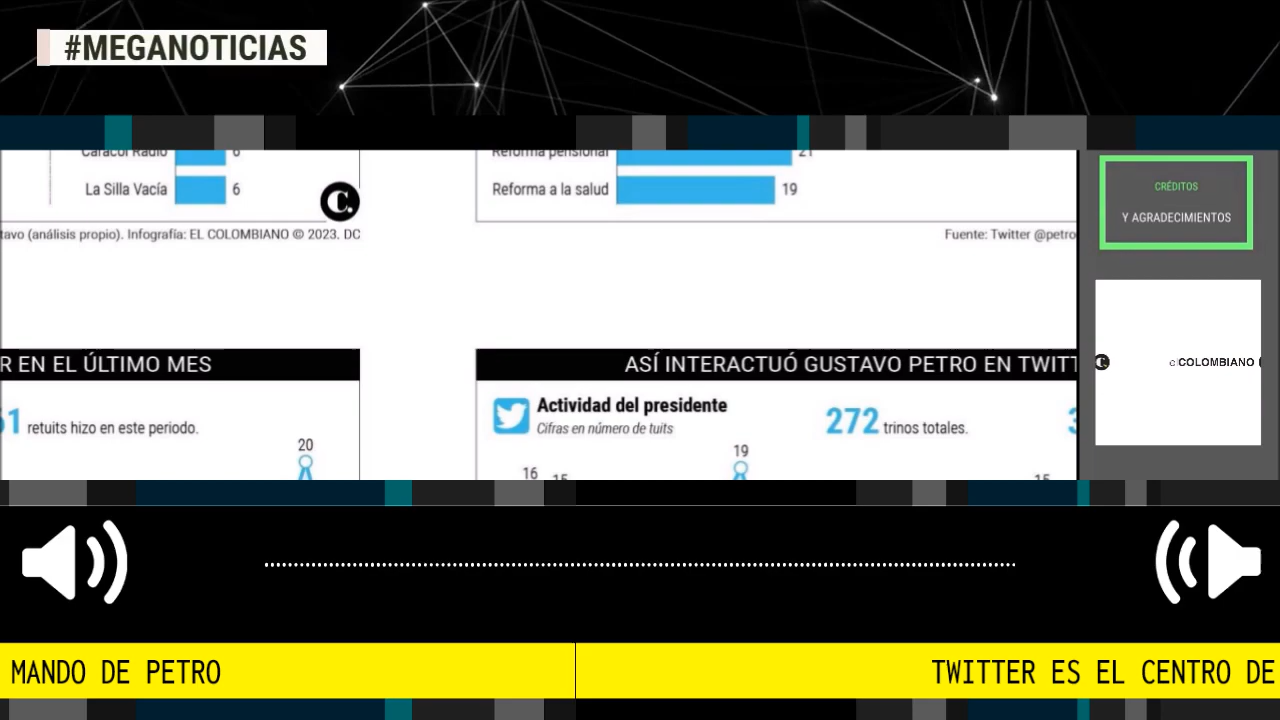 #MEGANOTICIAS
Caracol Radio 6
La Silla Vacía 6
Reforma pensional 21
Reforma a la salud 19
tavo (análisis propio). Infografía: EL COLOMBIANO © 2023. DC
Fuente: Twitter @petro
CRÉDITOS
Y AGRADECIMIENTOS
elCOLOMBIANO
R EN EL ÚLTIMO MES
ASÍ INTERACTUÓ GUSTAVO PETRO EN TWITT
51 retuits hizo en este periodo.
20
Actividad del presidente
Cifras en número de tuits
272 trinos totales.
16 15 19 15
MANDO DE PETRO
TWITTER ES EL CENTRO DE